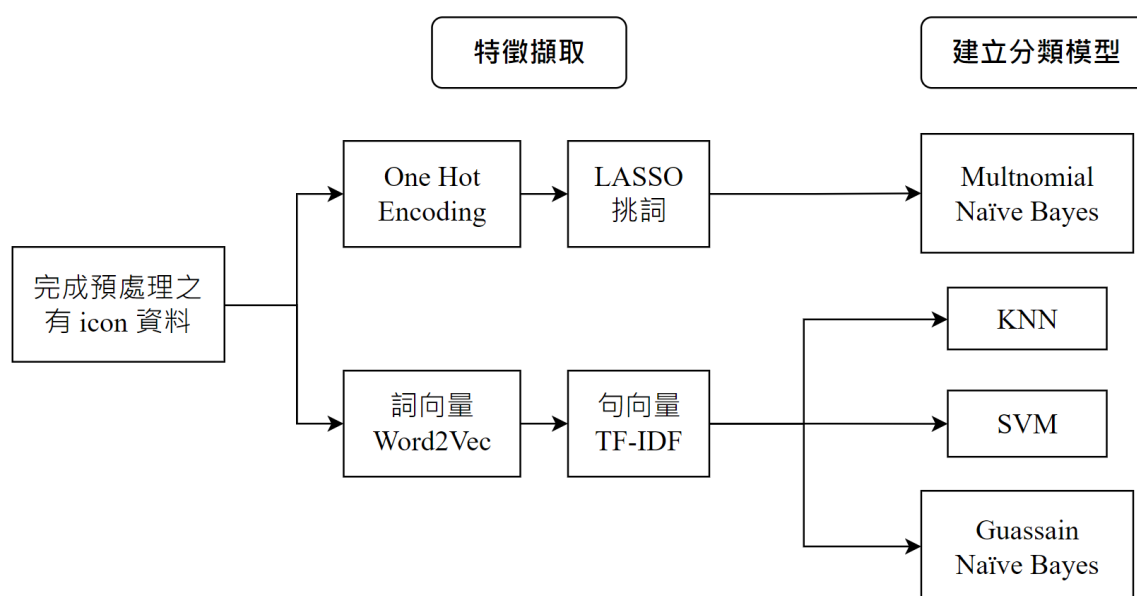 特徵擷取
建立分類模型
One Hot
Encoding
LASSO
挑詞
Multnomial
Naïve Bayes
完成預處理之
有 icon 資料
KNN
詞向量
Word2Vec
句向量
TF-IDF
SVM
Guassain
Naïve Bayes